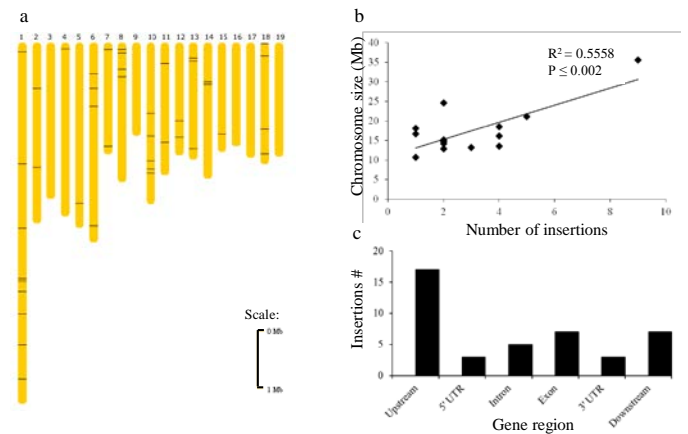 a
1 2 3 4 5 6 7 8 9 10 11 12 13 14 15 16 17 18 19
Scale:
0 Mb
1 Mb
b
R² = 0.5558
P ≤ 0.002
Chromosome size (Mb)
40
35
30
25
20
15
10
5
0
0 2 4 6 8 10
Number of insertions
c
Insertions #
20
15
10
5
0
Upstream
5' UTR
Intron
Exon
3' UTR
Downstream
Gene region